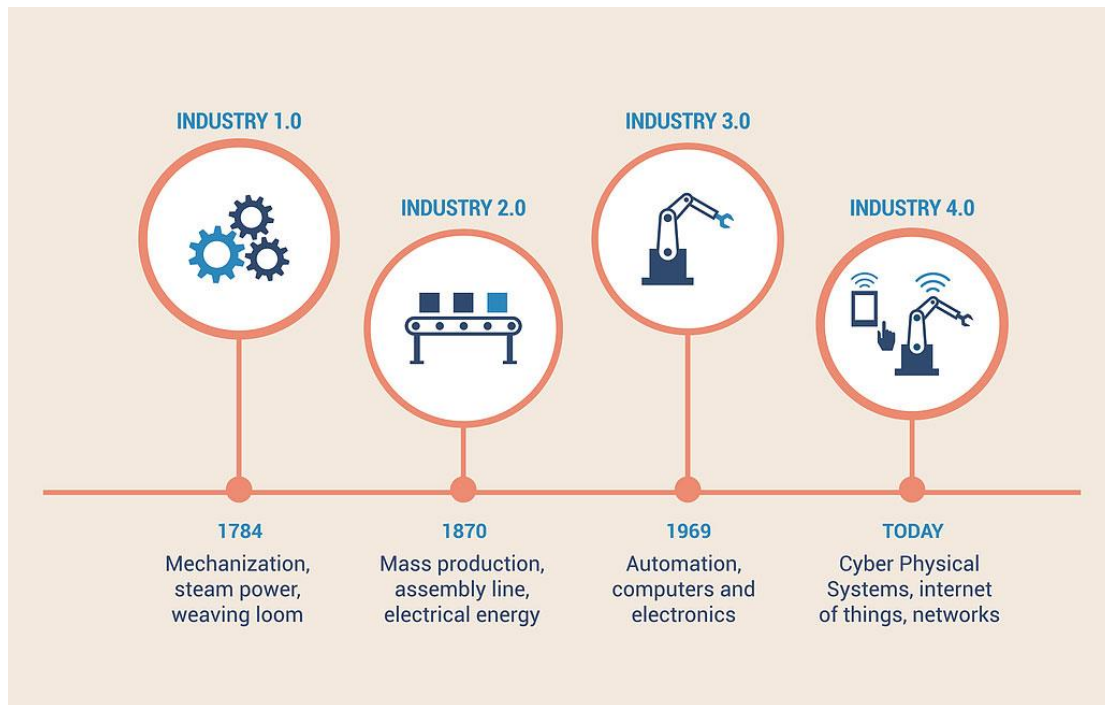 INDUSTRY 1.0
INDUSTRY 2.0
INDUSTRY 3.0
INDUSTRY 4.0
1784
Mechanization,
steam power,
weaving loom
1870
Mass production,
assembly line,
electrical energy
1969
Automation,
computers and
electronics
TODAY
Cyber Physical
Systems, internet
of things, networks